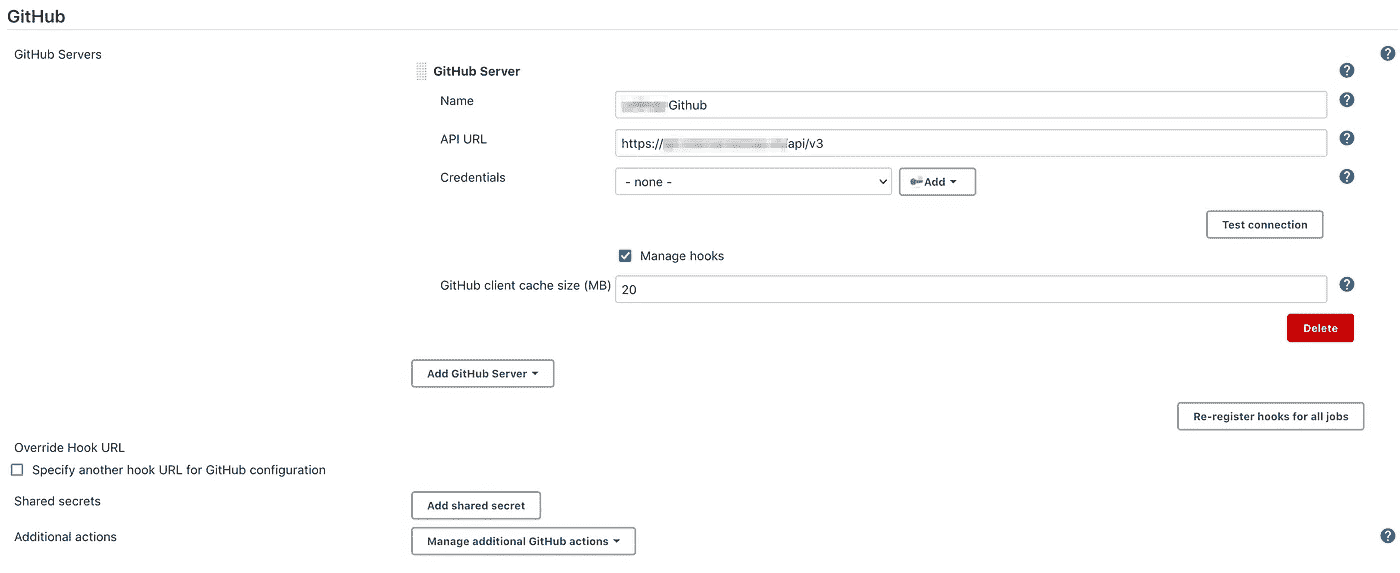 GitHub
GitHub Servers
GitHub Server
Name
Github
API URL
https:// api/v3
Credentials
- none -
Add
Test connection
Manage hooks
GitHub client cache size (MB)
20
Delete
Add GitHub Server
Re-register hooks for all jobs
Override Hook URL
Specify another hook URL for GitHub configuration
Shared secrets
Add shared secret
Additional actions
Manage additional GitHub actions